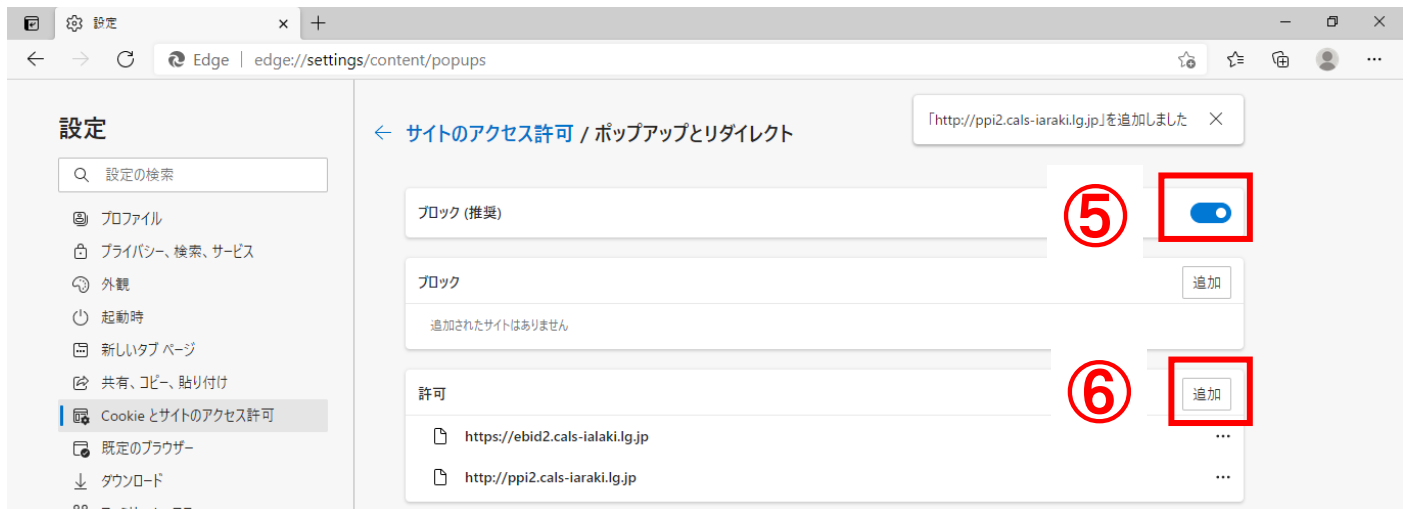 設定
Edge | edge://settings/content/popups
設定
設定の検索
プロファイル
プライバシー、検索、サービス
外観
起動時
新しいタブ ページ
共有、コピー、貼り付け
Cookie とサイトのアクセス許可
既定のブラウザー
ダウンロード
サイトのアクセス許可 / ポップアップとリダイレクト
「http://ppi2.cals-iaraki.lg.jp」を追加しました
ブロック (推奨)
⑤
ブロック
追加
追加されたサイトはありません
許可
⑥
追加
https://ebid2.cals-ialaki.lg.jp
http://ppi2.cals-iaraki.lg.jp